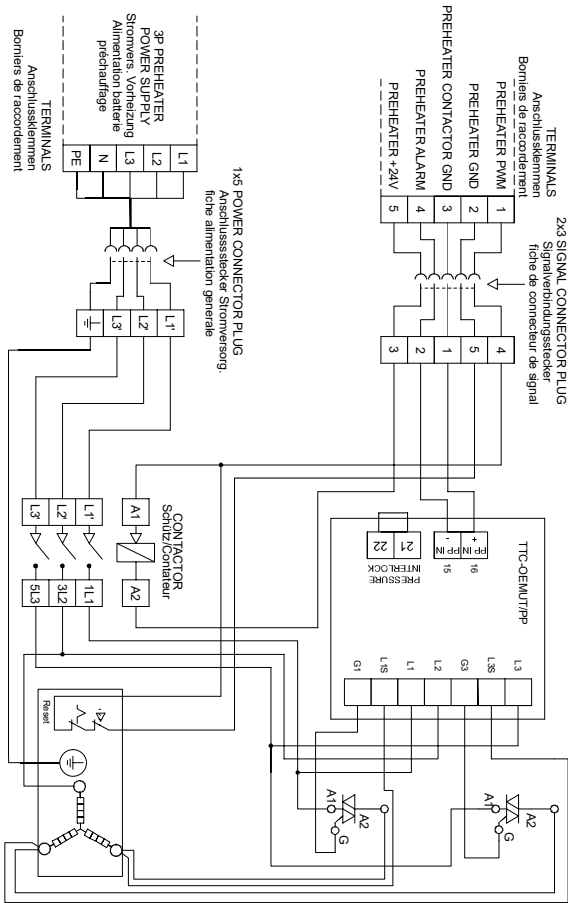 TERMINALS
Anschlussklemmen
Borniers de raccordement
3P PREHEATER
POWER SUPPLY
Stromvers. Vorheizung
Alimentation batterie
préchauffage
PE
N
L3
L2
L1
1x5 POWER CONNECTOR PLUG
Anschlusssstecker Stromversorg.
fiche alimentation generale
L3'
L2'
L1'
TERMINALS
Anschlussklemmen
Borniers de raccordement
PREHEATER +24V
PREHEATER ALARM
PREHEATER CONTACTOR GND
PREHEATER GND
PREHEATER PWM
5
4
3
2
1
2x3 SIGNAL CONNECTOR PLUG
Signalverbindungsstecker
fiche de connecteur de signal
3
2
1
5
4
CONTACTOR
Schütz/Contateur
L3'
L2'
L1'
A1
5L3
3L2
1L1
A2
TTC-OEMUT/PP
22
21
PRESSURE
INTERLOCK
- PP IN
+ PP IN
15
16
G1
L1S
L1
L2
G3
L3S
L3
Reset
A1
A2
G
A1
A2
G